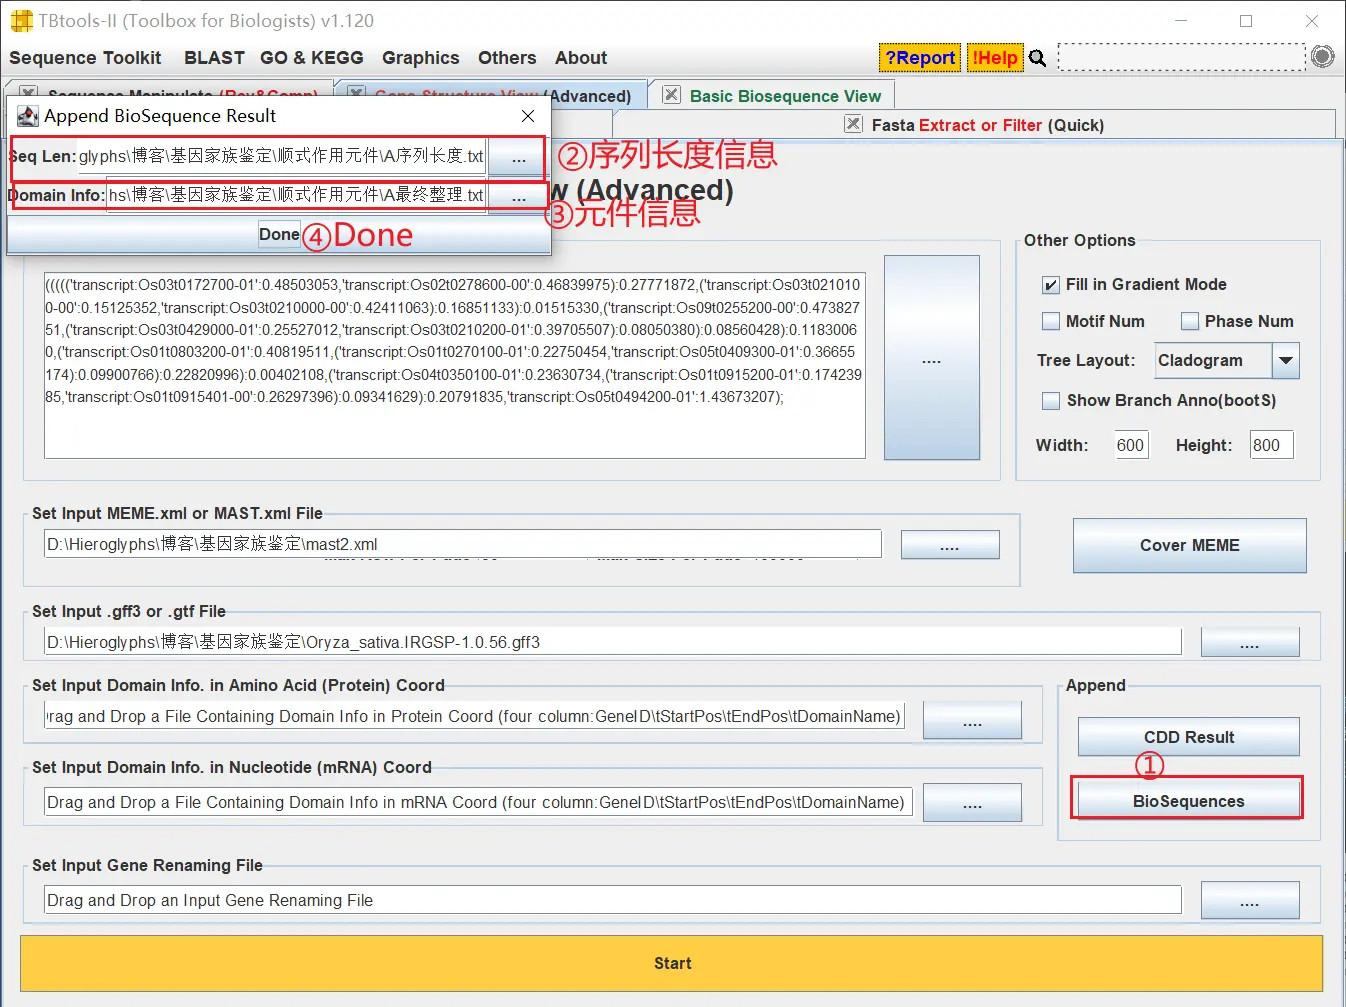 TBtools-II (Toolbox for Biologists) v1.120
Sequence Toolkit BLAST GO & KEGG Graphics Others About ?Report !Help
Sequence Manipulate (Rev&Comp) Gene Structure View (Advanced) Basic Biosequence View
Append BioSequence Result
Fasta Extract or Filter (Quick)
Seq Len: glyphs\博客\基因家族鉴定\顺式作用元件\A序列长度.txt ... ②序列长度信息
Domain Info: hs\博客\基因家族鉴定\顺式作用元件\A最终整理.txt ... w (Advanced)
③元件信息
Done ④Done
Other Options
(((((('transcript:Os03t0172700-01':0.48503053,'transcript:Os02t0278600-00':0.46839975):0.27771872,('transcript:Os03t021010
0-00':0.15125352,'transcript:Os03t0210000-00':0.42411063):0.16851133):0.01515330,('transcript:Os09t0255200-00':0.47382
51,('transcript:Os03t0429000-01':0.25527012,'transcript:Os03t0210200-01':0.39705507):0.08050380):0.08560428):0.1183006
0,('transcript:Os01t0803200-01':0.40819511,('transcript:Os01t0270100-01':0.22750454,'transcript:Os05t0409300-01':0.36655
174):0.09900766):0.22820996):0.00402108,('transcript:Os04t0350100-01':0.23630734,('transcript:Os01t0915200-01':0.174239
85,'transcript:Os01t0915401-00':0.26297396):0.09341629):0.20791835,'transcript:Os05t0494200-01':1.43673207);
....
Fill in Gradient Mode
Motif Num Phase Num
Tree Layout: Cladogram
Show Branch Anno(bootS)
Width: 600 Height: 800
Set Input MEME.xml or MAST.xml File
D:\Hieroglyphs\博客\基因家族鉴定\mast2.xml .... Cover MEME
Set Input .gff3 or .gtf File
D:\Hieroglyphs\博客\基因家族鉴定\Oryza_sativa.IRGSP-1.0.56.gff3 ....
Set Input Domain Info. in Amino Acid (Protein) Coord
rag and Drop a File Containing Domain Info in Protein Coord (four column:GeneID\tStartPos\tEndPos\tDomainName) ....
Append
CDD Result
①
BioSequences
Set Input Domain Info. in Nucleotide (mRNA) Coord
Drag and Drop a File Containing Domain Info in mRNA Coord (four column:GeneID\tStartPos\tEndPos\tDomainName) ....
Set Input Gene Renaming File
Drag and Drop an Input Gene Renaming File ....
Start